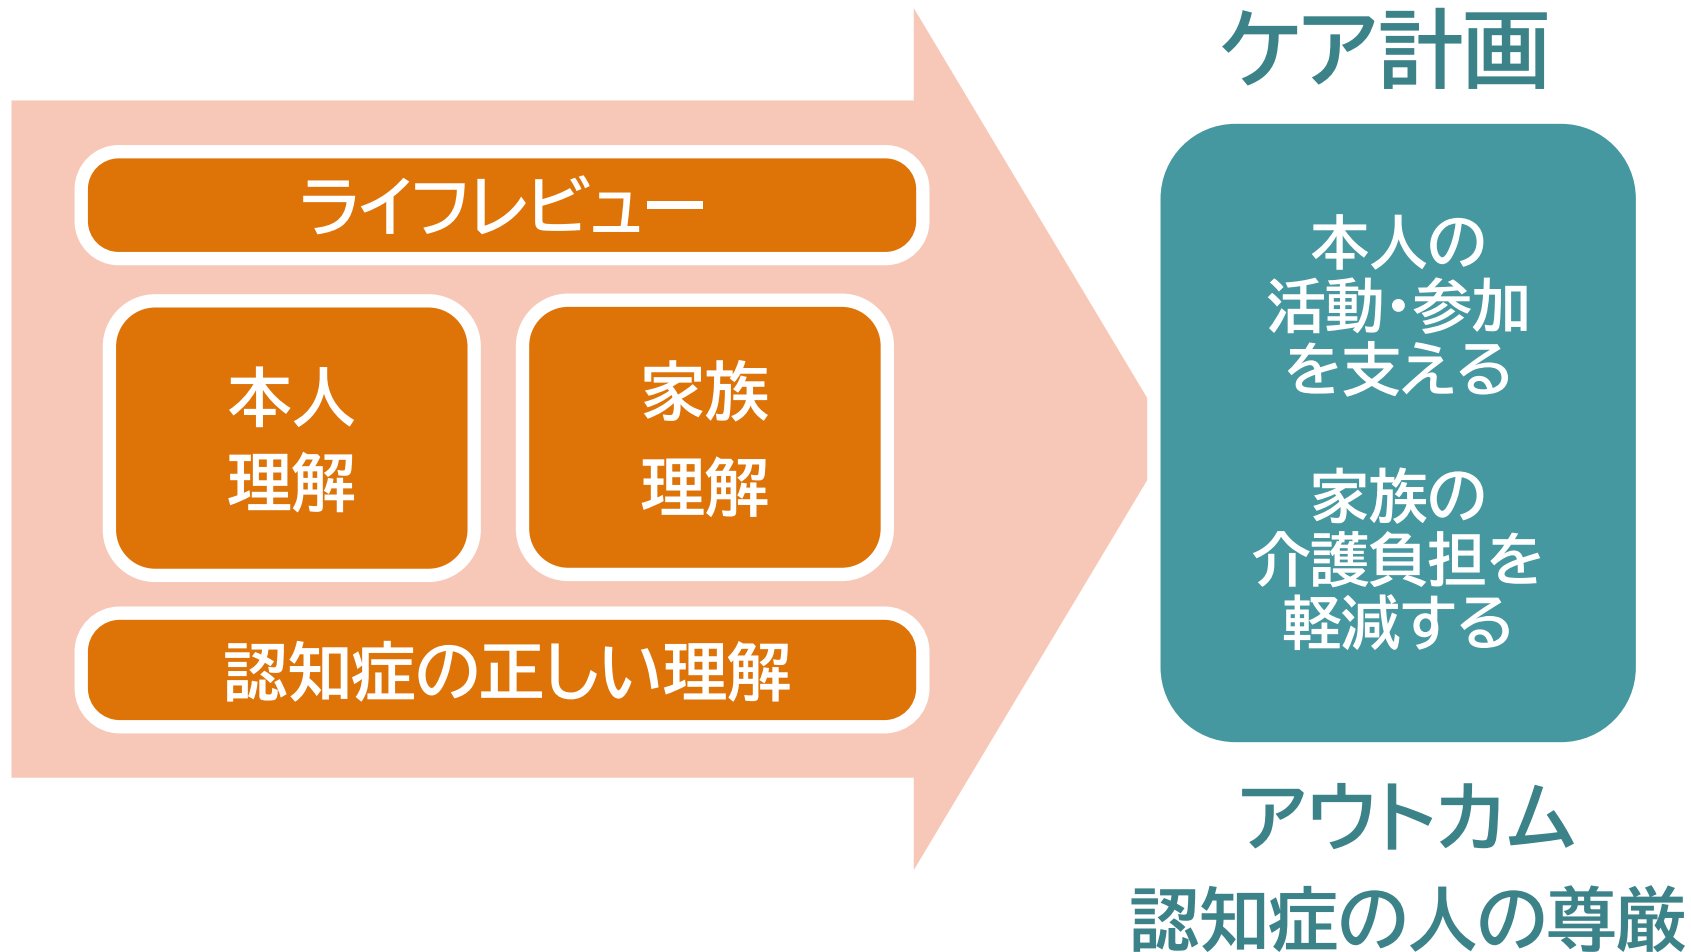 ケア計画
ライフレビュー
本人
理解
家族
理解
認知症の正しい理解
本人の
活動・参加
を支える
家族の
介護負担を
軽減する
アウトカム
認知症の人の尊厳